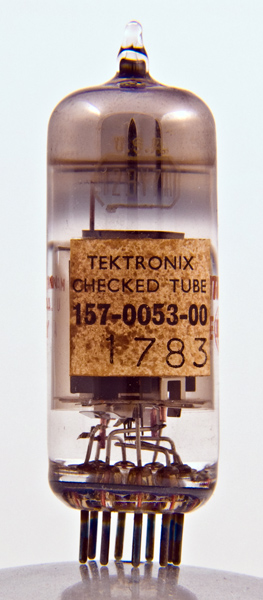 U.S.A.
TEKTRONIX
CHECKED TUBE
157-0053-00
1783